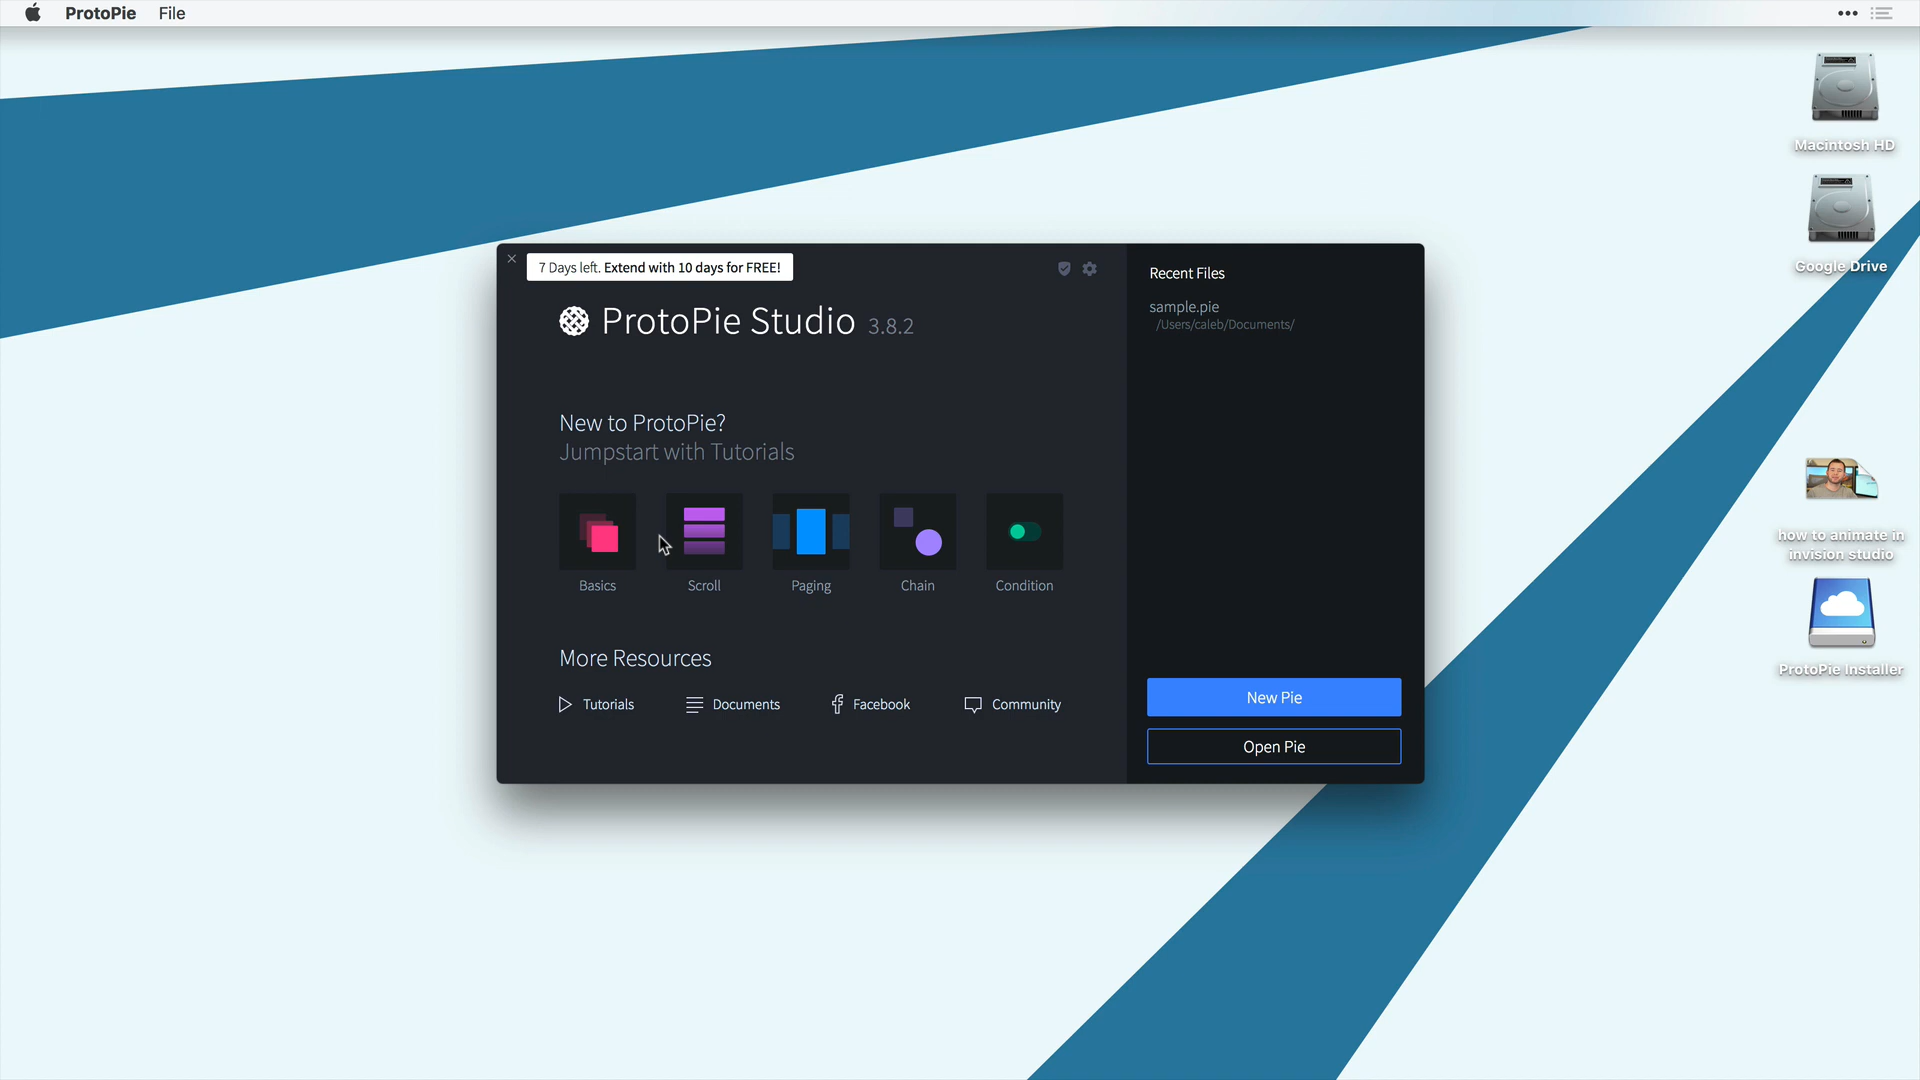 ProtoPie File
Macintosh HD
Google Drive
how to animate in
invision studio
ProtoPie Installer
7 Days left. Extend with 10 days for FREE!
ProtoPie Studio 3.8.2
New to ProtoPie?
Jumpstart with Tutorials
Basics Scroll Paging Chain Condition
More Resources
Tutorials Documents Facebook Community
Recent Files
sample.pie
/Users/caleb/Documents/
New Pie
Open Pie